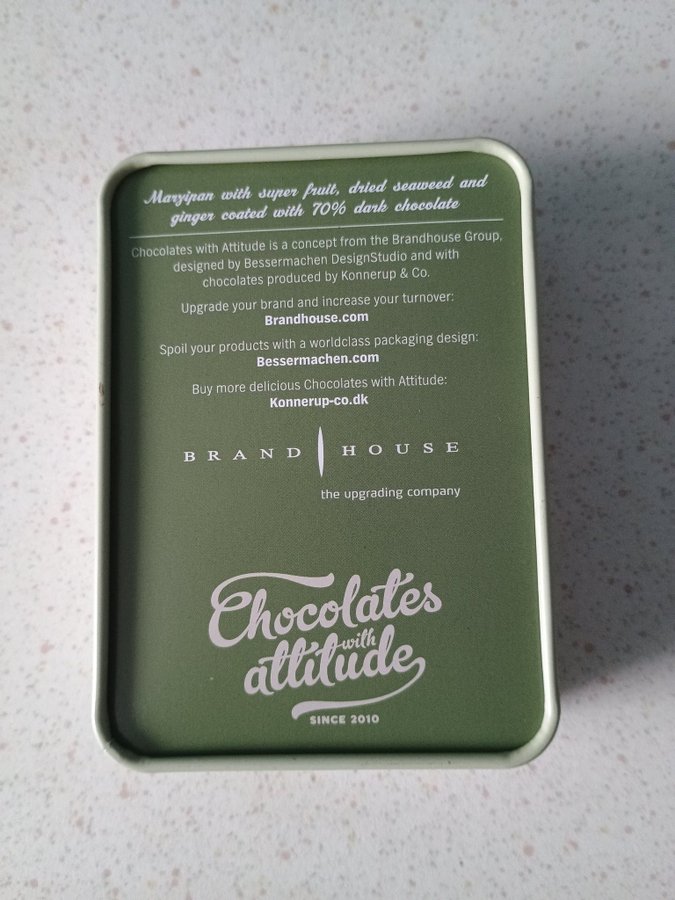 Marzipan with super fruit, dried seaweed and
ginger coated with 70% dark chocolate
Chocolates with Attitude is a concept from the Brandhouse Group,
designed by Bessermachen DesignStudio and with
chocolates produced by Konnerup & Co.
Upgrade your brand and increase your turnover:
Brandhouse.com
Spoil your products with a worldclass packaging design:
Bessermachen.com
Buy more delicious Chocolates with Attitude:
Konnerup-co.dk
BRAND HOUSE
the upgrading company
Chocolates
with
attitude
SINCE 2010